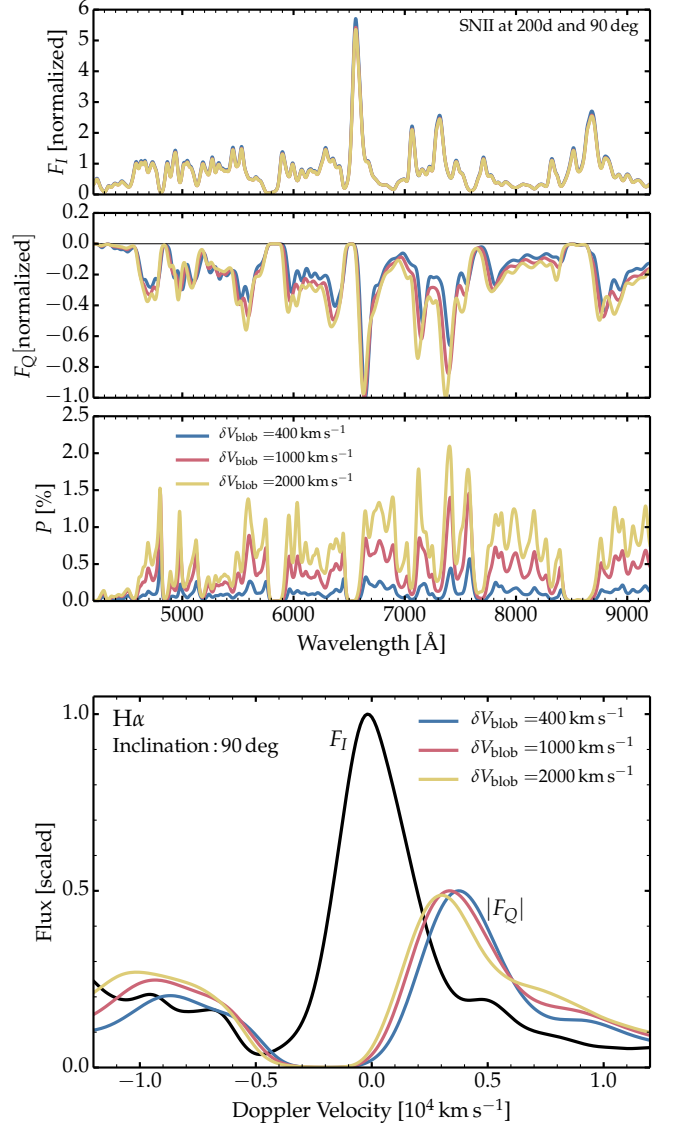 SNII at 200d and 90 deg
F_I [normalized]
6
5
4
3
2
1
0
F_Q [normalized]
0.2
0.0
−0.2
−0.4
−0.6
−0.8
−1.0
P [%]
2.5
2.0
1.5
1.0
0.5
0.0
δV_blob = 400 km s⁻¹
δV_blob = 1000 km s⁻¹
δV_blob = 2000 km s⁻¹
5000 6000 7000 8000 9000
Wavelength [Å]
Hα
Inclination : 90 deg
F_I
δV_blob = 400 km s⁻¹
δV_blob = 1000 km s⁻¹
δV_blob = 2000 km s⁻¹
|F_Q|
Flux [scaled]
1.0
0.5
0.0
−1.0 −0.5 0.0 0.5 1.0
Doppler Velocity [10⁴ km s⁻¹]